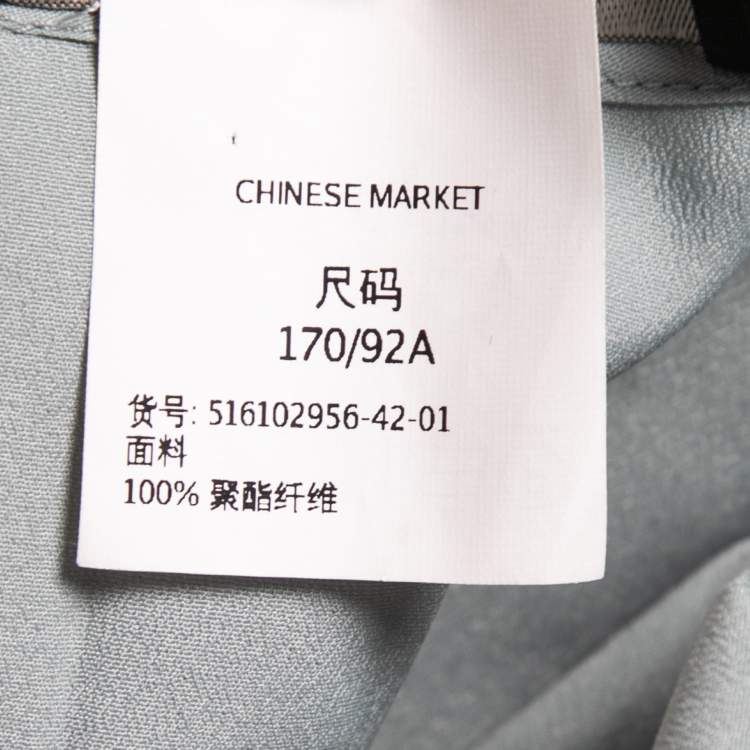 CHINESE MARKET
尺码
170/92A
货号: 516102956-42-01
面料
100% 聚酯纤维